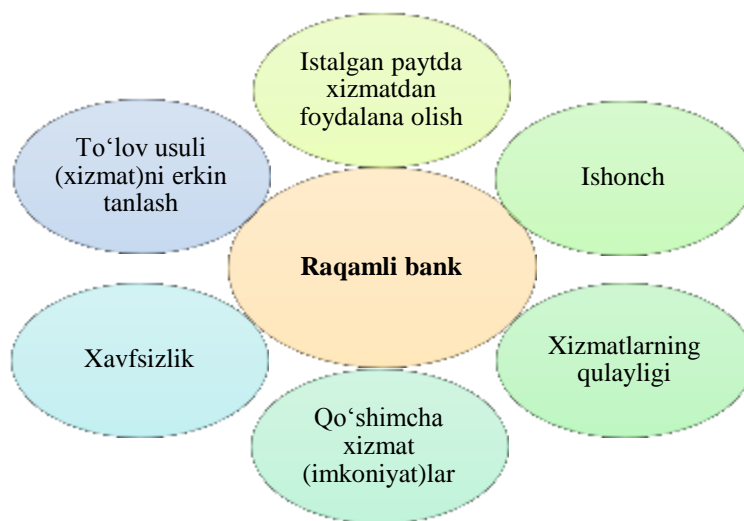 Istalgan paytda
xizmatdan
foydalana olish
To‘lov usuli
(xizmat)ni erkin
tanlash
Ishonch
Raqamli bank
Xavfsizlik
Xizmatlarning
qulayligi
Qo‘shimcha
xizmat
(imkoniyat)lar